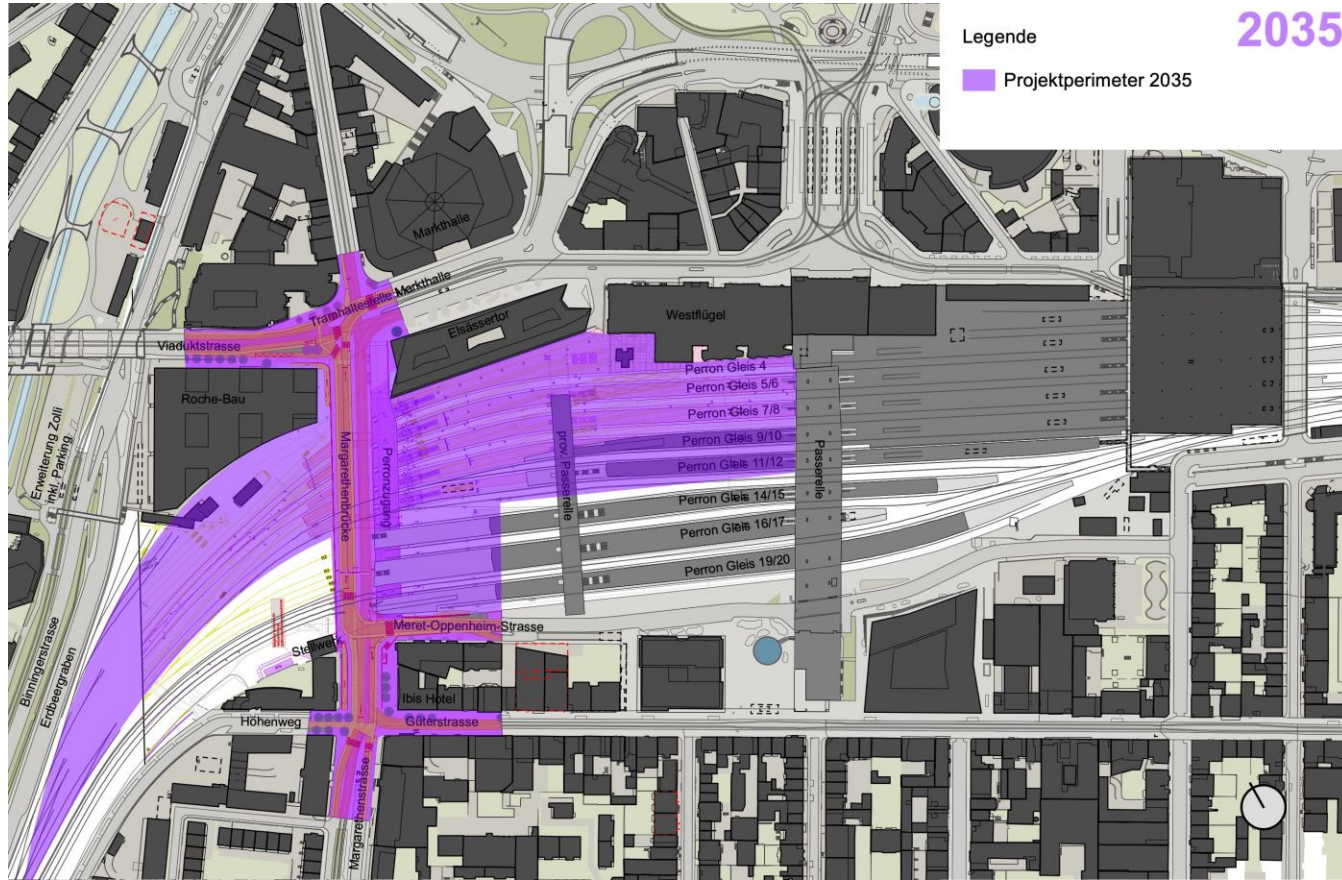 Legende
2035
Projektperimeter 2035
Markthalle
Tramhaltestelle Markthalle
Elsässertor
Westflügel
Viaduktstrasse
Roche-Bau
Perron Gleis 4
Perron Gleis 5/6
Perron Gleis 7/8
Perron Gleis 9/10
Perron Gleis 11/12
Perron Gleis 14/15
Perron Gleis 16/17
Perron Gleis 19/20
Margarethenbrücke
Perronzugang
prov. Passerelle
Passerelle
Erweiterung Zolli
inkl. Parking
Binningerstrasse
Erdbeergraben
Meret-Oppenheim-Strasse
Stellwerk
Ibis Hotel
Höhenweg
Güterstrasse
Margarethenstrasse